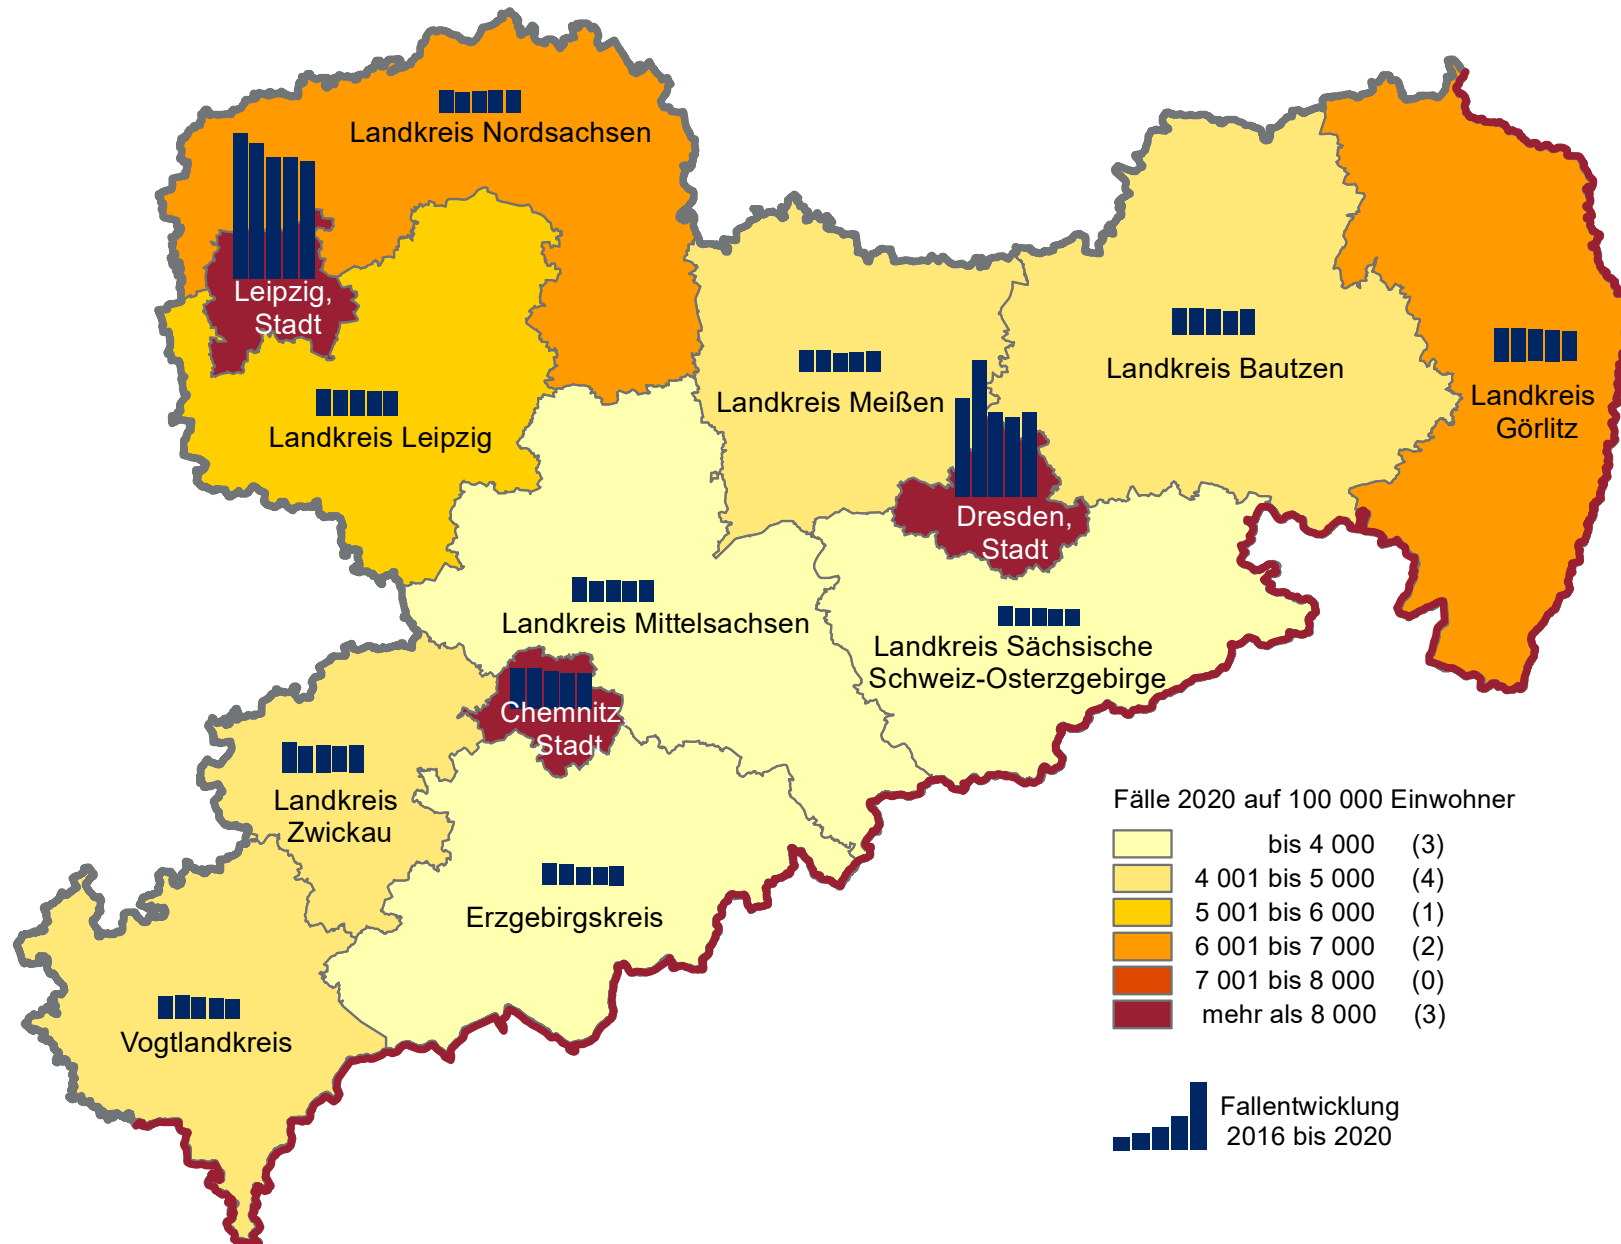 Landkreis Nordsachsen
Leipzig,
Stadt
Landkreis Bautzen
Landkreis Meißen
Landkreis
Görlitz
Landkreis Leipzig
Dresden,
Stadt
Landkreis Mittelsachsen
Landkreis Sächsische
Schweiz-Osterzgebirge
Chemnitz
Stadt
Landkreis
Zwickau
Erzgebirgskreis
Vogtlandkreis
Fälle 2020 auf 100 000 Einwohner
bis 4 000 (3)
4 001 bis 5 000 (4)
5 001 bis 6 000 (1)
6 001 bis 7 000 (2)
7 001 bis 8 000 (0)
mehr als 8 000 (3)
Fallentwicklung
2016 bis 2020